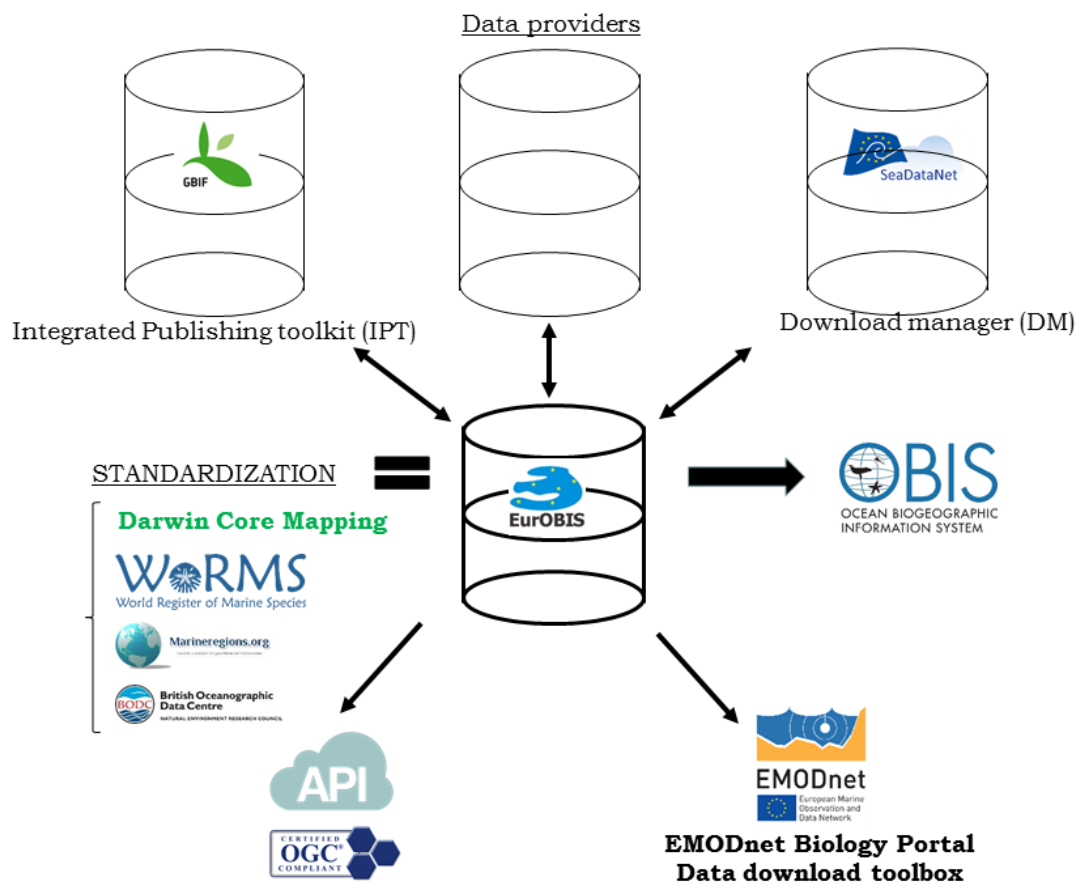 Data providers
GBIF
SeaDataNet
Integrated Publishing toolkit (IPT)
Download manager (DM)
STANDARDIZATION
Darwin Core Mapping
WoRMS
World Register of Marine Species
Marineregions.org
BODC
British Oceanographic
Data Centre
NATURAL ENVIRONMENT RESEARCH COUNCIL
EurOBIS
OBIS
OCEAN BIOGEOGRAPHIC
INFORMATION SYSTEM
API
CERTIFIED
OGC®
COMPLIANT
EMODnet
European Marine
Observation and
Data Network
EMODnet Biology Portal
Data download toolbox